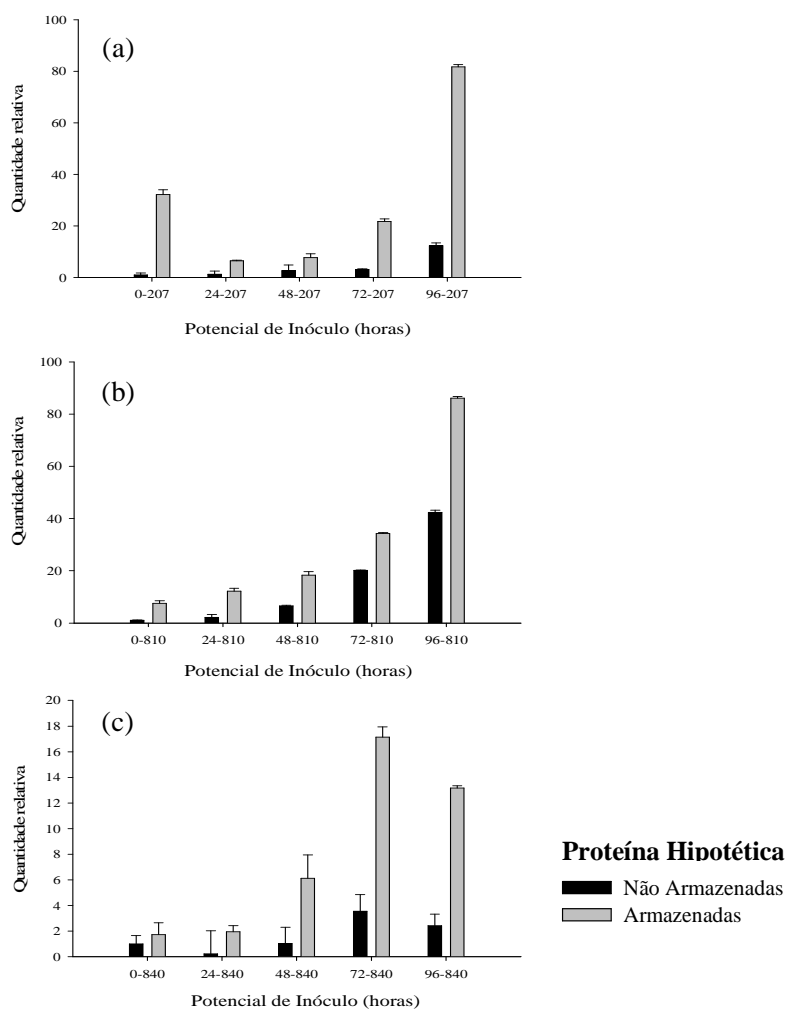 (a)
Quantidade relativa
100
80
60
40
20
0
0-207 24-207 48-207 72-207 96-207
Potencial de Inóculo (horas)
(b)
Quantidade relativa
100
80
60
40
20
0
0-810 24-810 48-810 72-810 96-810
Potencial de Inóculo (horas)
(c)
Quantidade relativa
20
18
16
14
12
10
8
6
4
2
0
0-840 24-840 48-840 72-840 96-840
Potencial de Inóculo (horas)
Proteína Hipotética
Não Armazenadas
Armazenadas